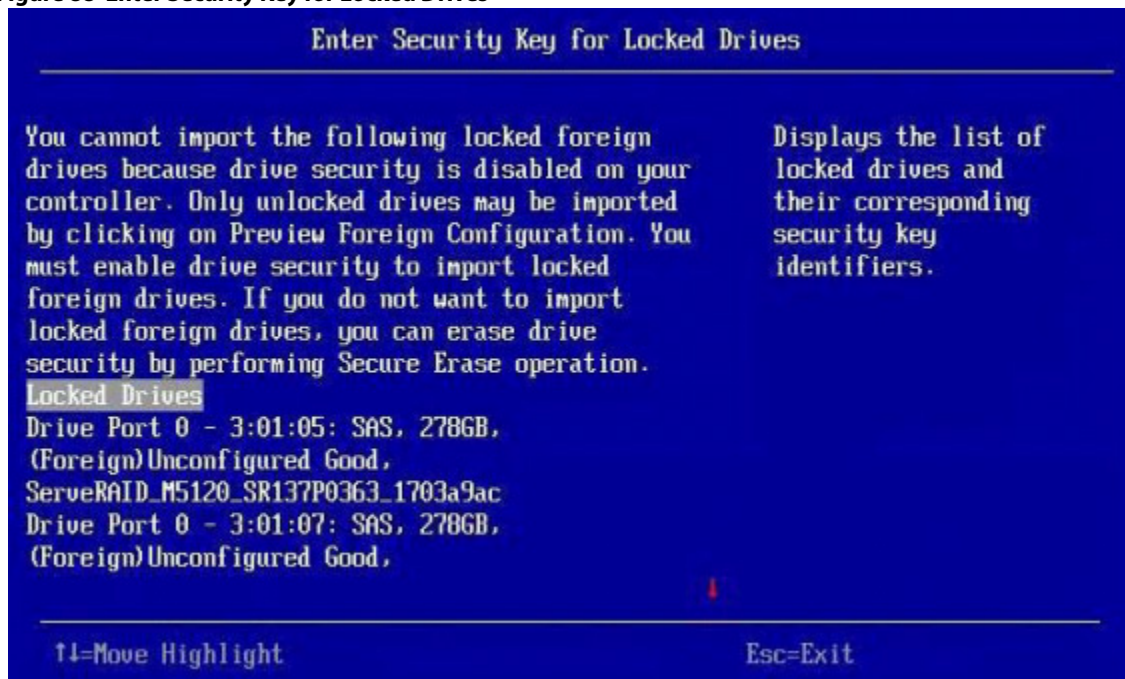 Enter Security Key for Locked Drives
You cannot import the following locked foreign
drives because drive security is disabled on your
controller. Only unlocked drives may be imported
by clicking on Preview Foreign Configuration. You
must enable drive security to import locked
foreign drives. If you do not want to import
locked foreign drives, you can erase drive
security by performing Secure Erase operation.
Locked Drives
Drive Port 0 - 3:01:05: SAS, 278GB,
(Foreign)Unconfigured Good,
ServeRAID_M5120_SR137P0363_1703a9ac
Drive Port 0 - 3:01:07: SAS, 278GB,
(Foreign)Unconfigured Good,
Displays the list of
locked drives and
their corresponding
security key
identifiers.
↓
↑↓=Move Highlight
Esc=Exit